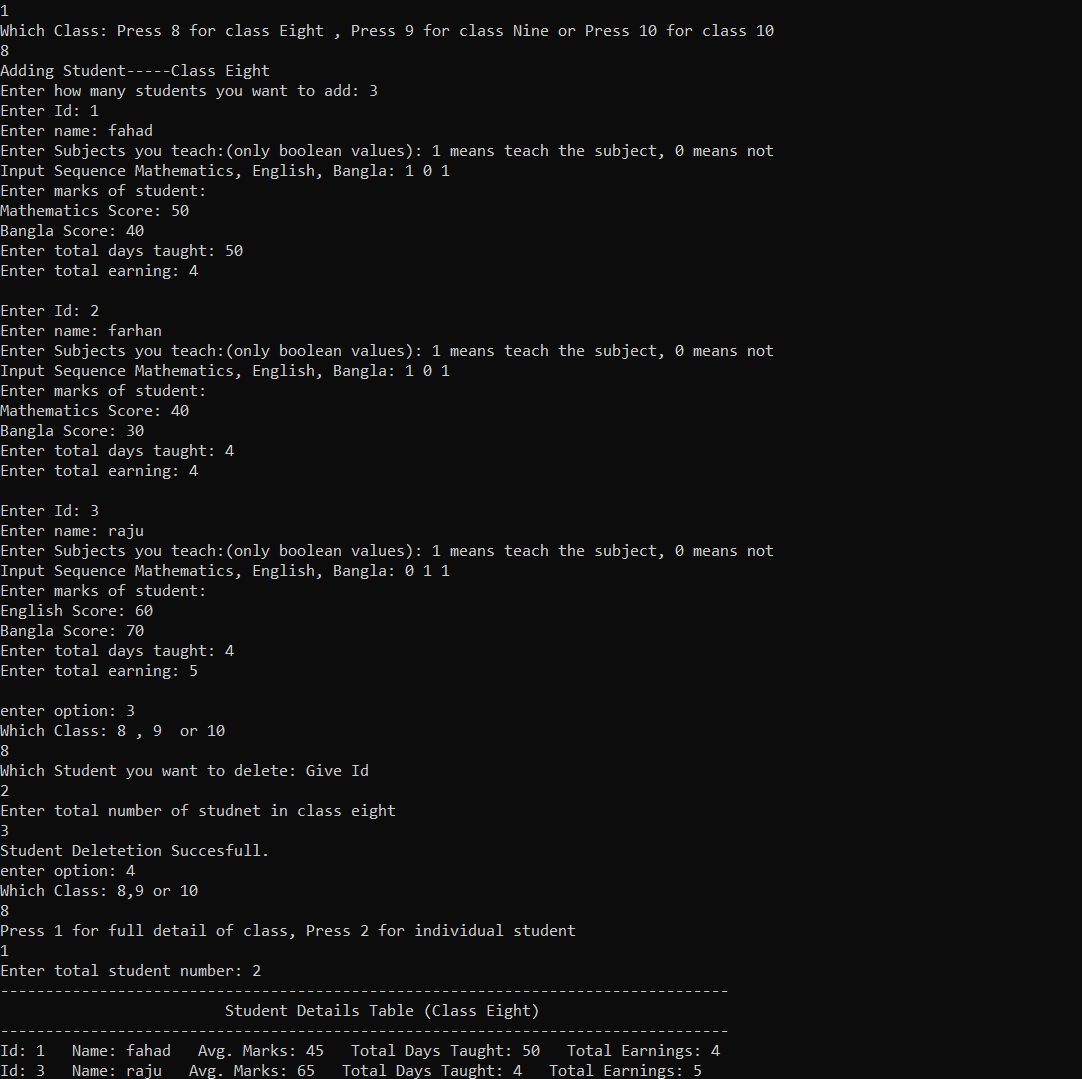 1
Which Class: Press 8 for class Eight , Press 9 for class Nine or Press 10 for class 10
8
Adding Student-----Class Eight
Enter how many students you want to add: 3
Enter Id: 1
Enter name: fahad
Enter Subjects you teach:(only boolean values): 1 means teach the subject, 0 means not
Input Sequence Mathematics, English, Bangla: 1 0 1
Enter marks of student:
Mathematics Score: 50
Bangla Score: 40
Enter total days taught: 50
Enter total earning: 4

Enter Id: 2
Enter name: farhan
Enter Subjects you teach:(only boolean values): 1 means teach the subject, 0 means not
Input Sequence Mathematics, English, Bangla: 1 0 1
Enter marks of student:
Mathematics Score: 40
Bangla Score: 30
Enter total days taught: 4
Enter total earning: 4

Enter Id: 3
Enter name: raju
Enter Subjects you teach:(only boolean values): 1 means teach the subject, 0 means not
Input Sequence Mathematics, English, Bangla: 0 1 1
Enter marks of student:
English Score: 60
Bangla Score: 70
Enter total days taught: 4
Enter total earning: 5

enter option: 3
Which Class: 8 , 9  or 10
8
Which Student you want to delete: Give Id
2
Enter total number of studnet in class eight
3
Student Deletetion Succesfull.
enter option: 4
Which Class: 8,9 or 10
8
Press 1 for full detail of class, Press 2 for individual student
1
Enter total student number: 2
---------------------------------------------------------------------------------
Student Details Table (Class Eight)
---------------------------------------------------------------------------------
Id: 1   Name: fahad   Avg. Marks: 45   Total Days Taught: 50   Total Earnings: 4
Id: 3   Name: raju   Avg. Marks: 65   Total Days Taught: 4   Total Earnings: 5